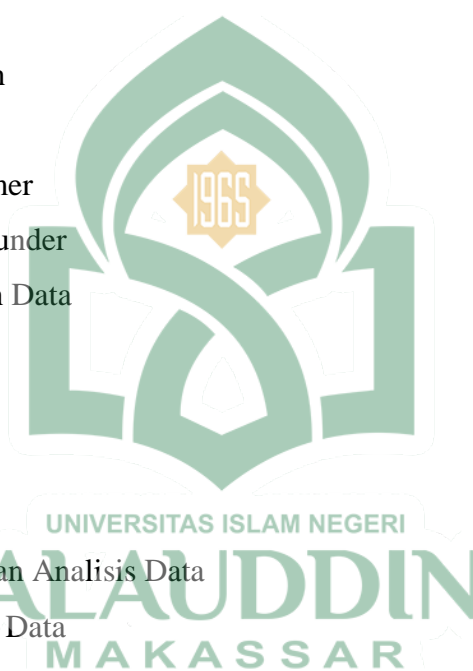 n
ner
1965
under
n Data
UNIVERSITAS ISLAM NEGERI
an Analisis Data
ALAUDDIN
Data
MAKASSAR